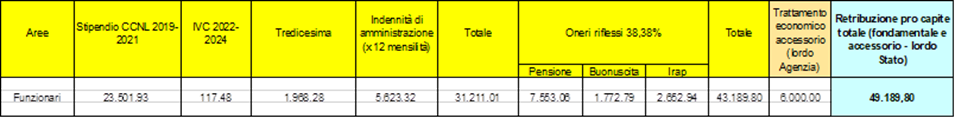 Aree
Stipendio CCNL 2019-
2021
IVC 2022-
2024
Tredicesima
Indennità di
amministrazione
(x 12 mensilità)
Totale
Oneri riflessi 38,38%
Pensione
Buonuscita
Irap
Totale
Trattamento
economico
accessorio
(lordo
Agenzia)
Retribuzione pro capite
totale (fondamentale e
accessorio - lordo
Stato)
Funzionari
23.501.93
117.48
1.968.28
5.623.32
31.211.01
7.553.06
1.772.79
2.652.94
43.189.80
6.000.00
49.189,80